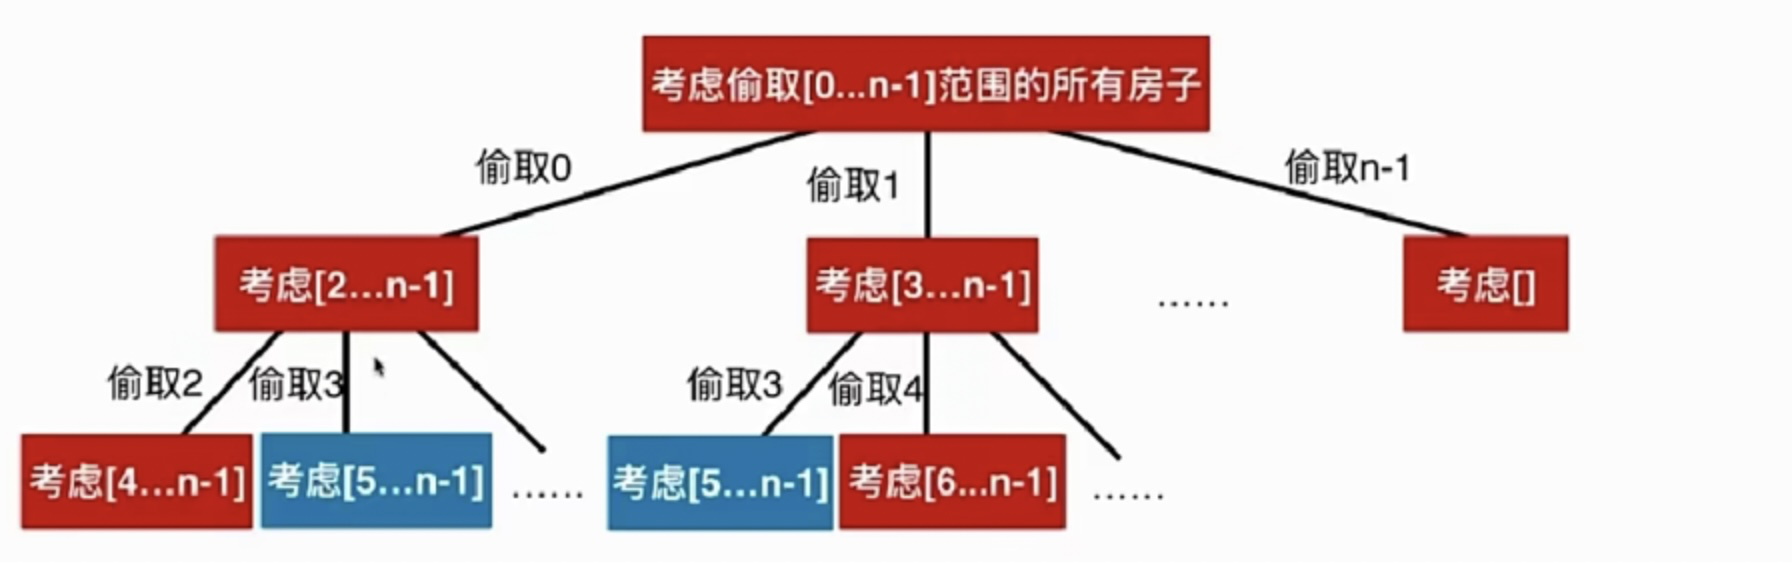 考虑偷取[0...n-1]范围的所有房子
偷取0
偷取1
偷取n-1
考虑[2...n-1]
考虑[3...n-1]
......
考虑[]
偷取2
偷取3
偷取3
偷取4
考虑[4...n-1]
考虑[5...n-1]
......
考虑[5...n-1]
考虑[6...n-1]
......